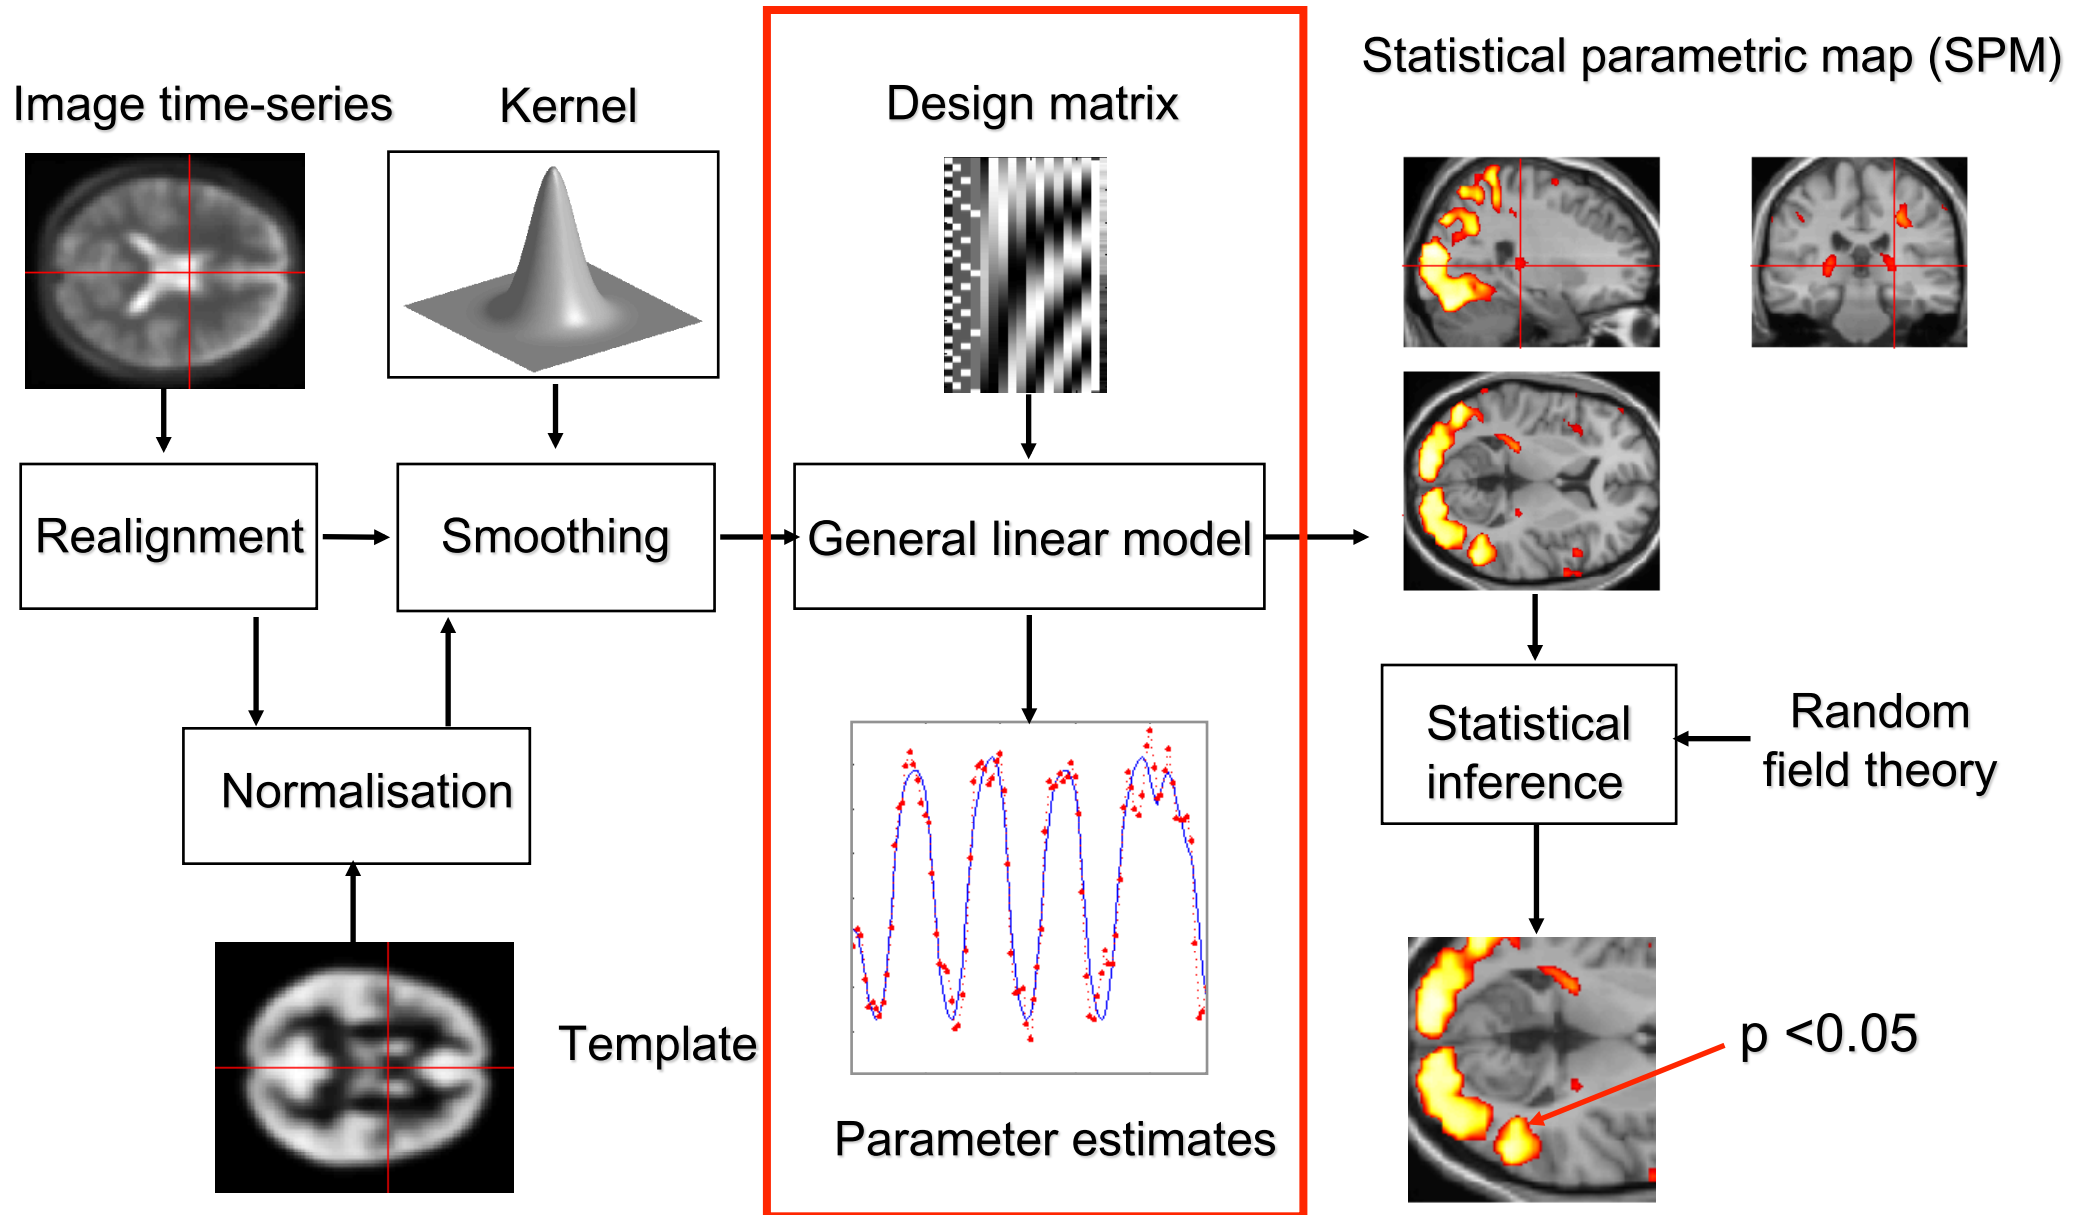 Statistical parametric map (SPM)
Image time-series
Kernel
Design matrix
Realignment
Smoothing
General linear model
Statistical
inference
Random
field theory
Normalisation
Template
p <0.05
Parameter estimates